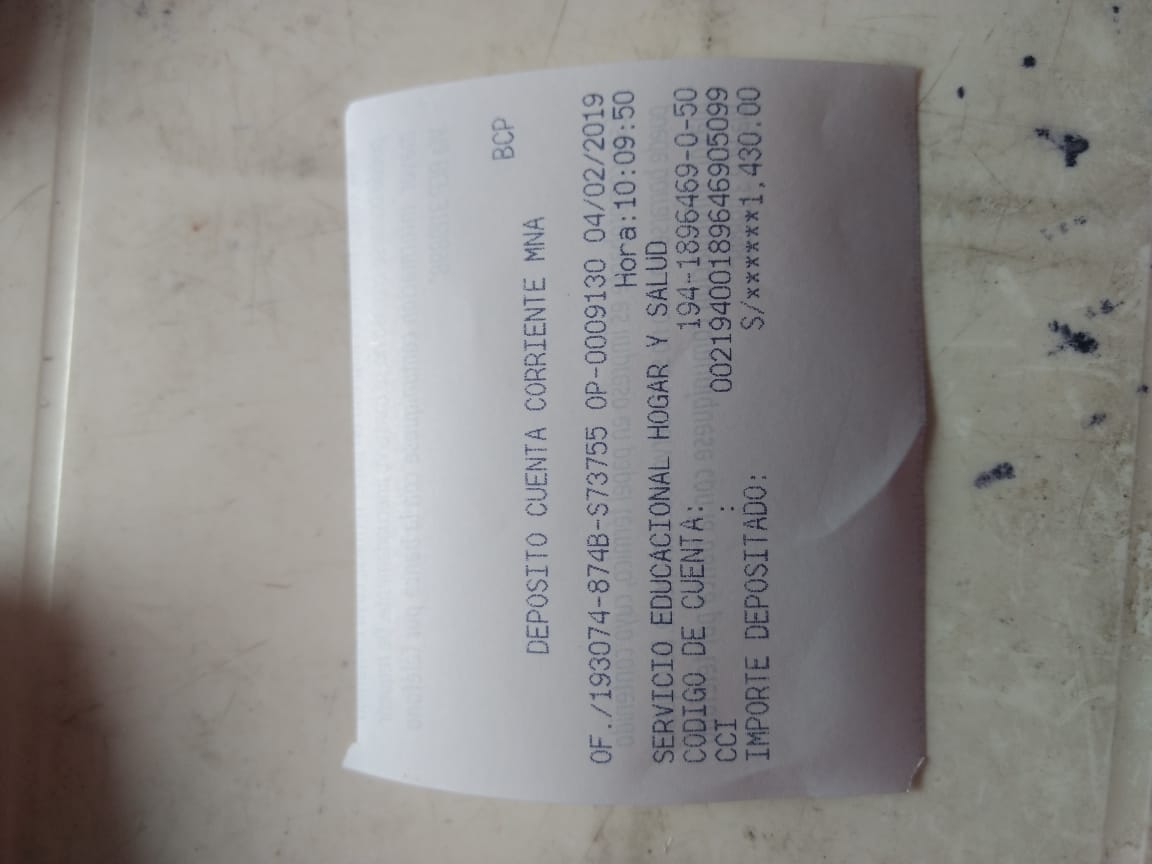 BCP
DEPOSITO CUENTA CORRIENTE MNA
OF./193074-874B-S73755 OP-0009130 04/02/2019
Hora:10:09:50
SERVICIO EDUCACIONAL HOGAR Y SALUD
CODIGO DE CUENTA: 194-1896469-0-50
CCI : 00219400189646905099
IMPORTE DEPOSITADO: S/*******1,430.00